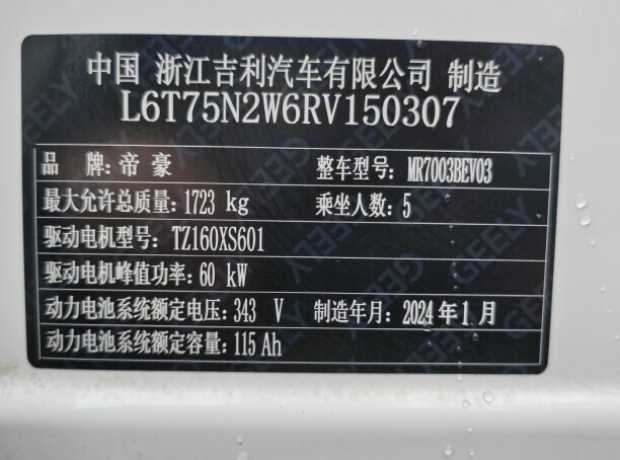 中国 浙江吉利汽车有限公司 制造
L6T75N2W6RV150307
品 牌:帝豪 整车型号:MR7003BEV03
最大允许总质量:1723 kg 乘坐人数:5
驱动电机型号:TZ160XS601
驱动电机峰值功率:60 kW
动力电池系统额定电压:343 V 制造年月:2024年1月
动力电池系统额定容量:115 Ah